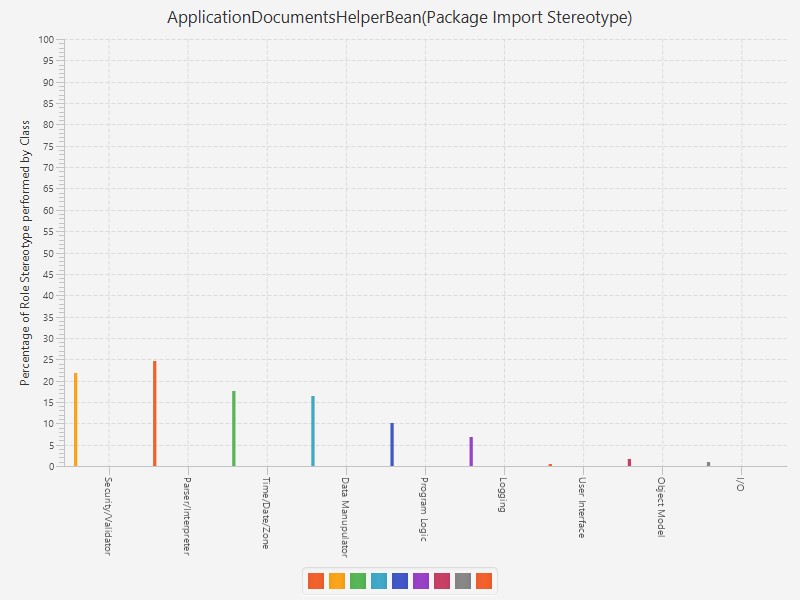 ApplicationDocumentsHelperBean(Package Import Stereotype)
Percentage of Role Stereotype performed by Class
100
95
90
85
80
75
70
65
60
55
50
45
40
35
30
25
20
15
10
5
0
Security/Validator
Parser/Interpreter
Time/Date/Zone
Data Manupulator
Program Logic
Logging
User Interface
Object Model
I/O